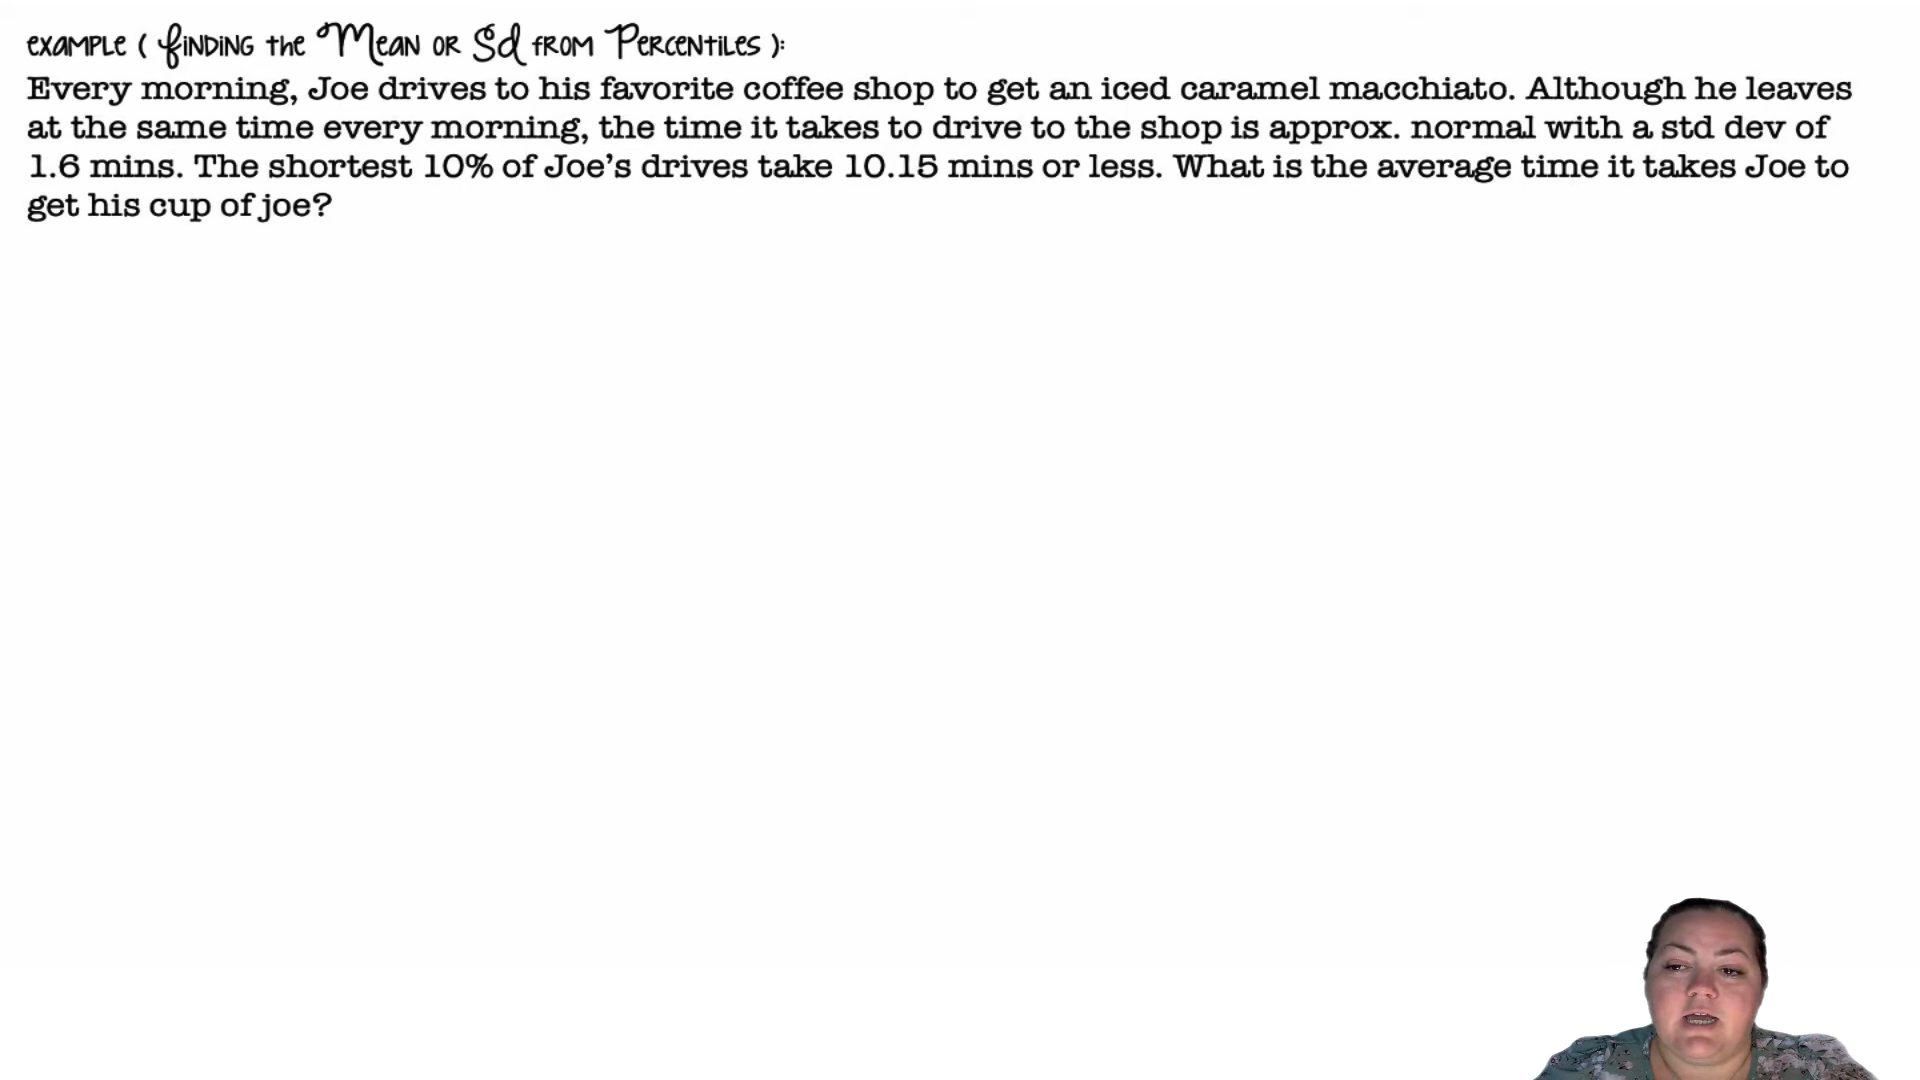 example ( Finding the Mean or Sd from Percentiles ):
Every morning, Joe drives to his favorite coffee shop to get an iced caramel macchiato. Although he leaves
at the same time every morning, the time it takes to drive to the shop is approx. normal with a std dev of
1.6 mins. The shortest 10% of Joe’s drives take 10.15 mins or less. What is the average time it takes Joe to
get his cup of joe?